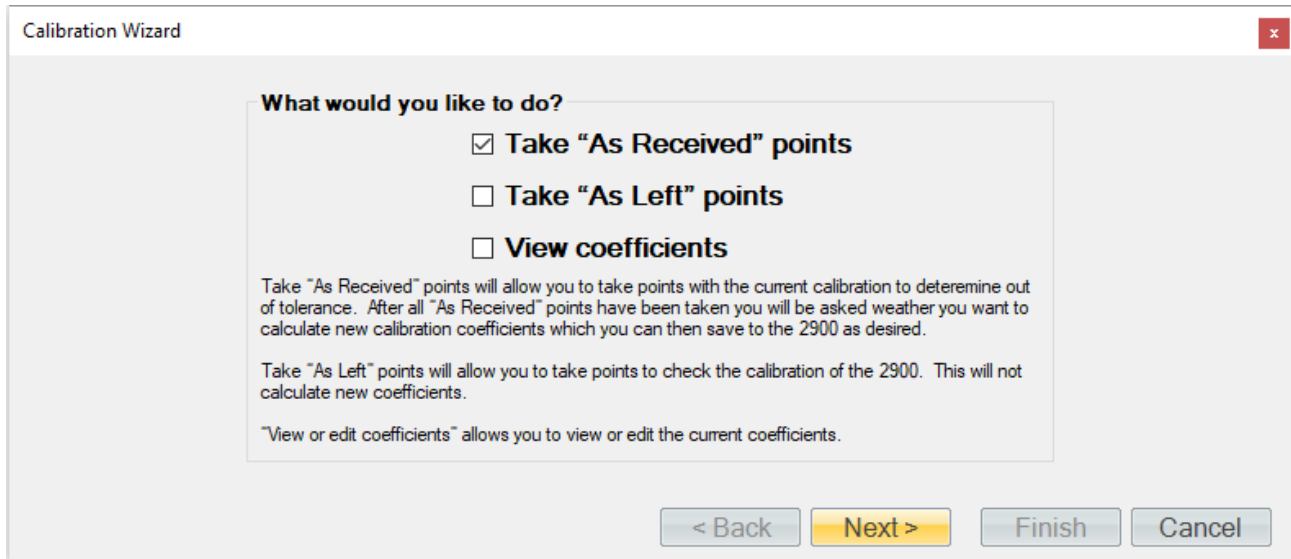 Calibration Wizard
x
What would you like to do?
Take “As Received” points
Take “As Left” points
View coefficients
Take "As Received" points will allow you to take points with the current calibration to deteremine out
of tolerance. After all "As Received" points have been taken you will be asked weather you want to
calculate new calibration coefficients which you can then save to the 2900 as desired.
Take "As Left" points will allow you to take points to check the calibration of the 2900. This will not
calculate new coefficients.
"View or edit coefficients" allows you to view or edit the current coefficients.
< Back Next > Finish Cancel